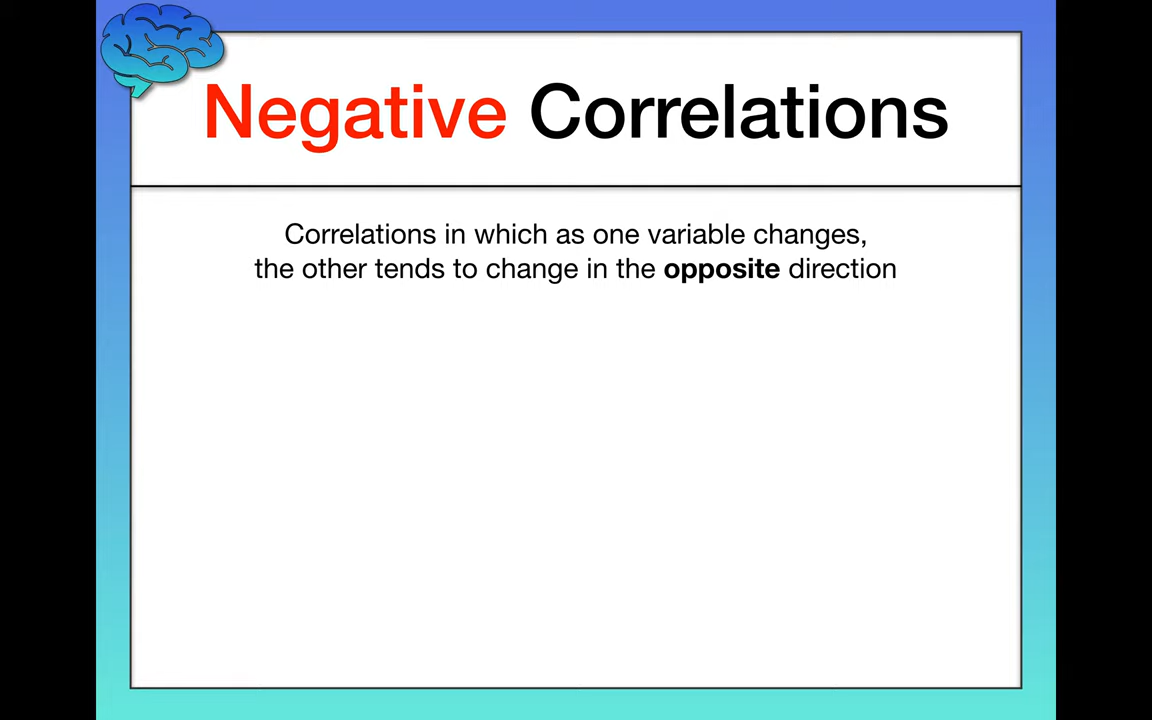 Negative Correlations
Correlations in which as one variable changes,
the other tends to change in the opposite direction